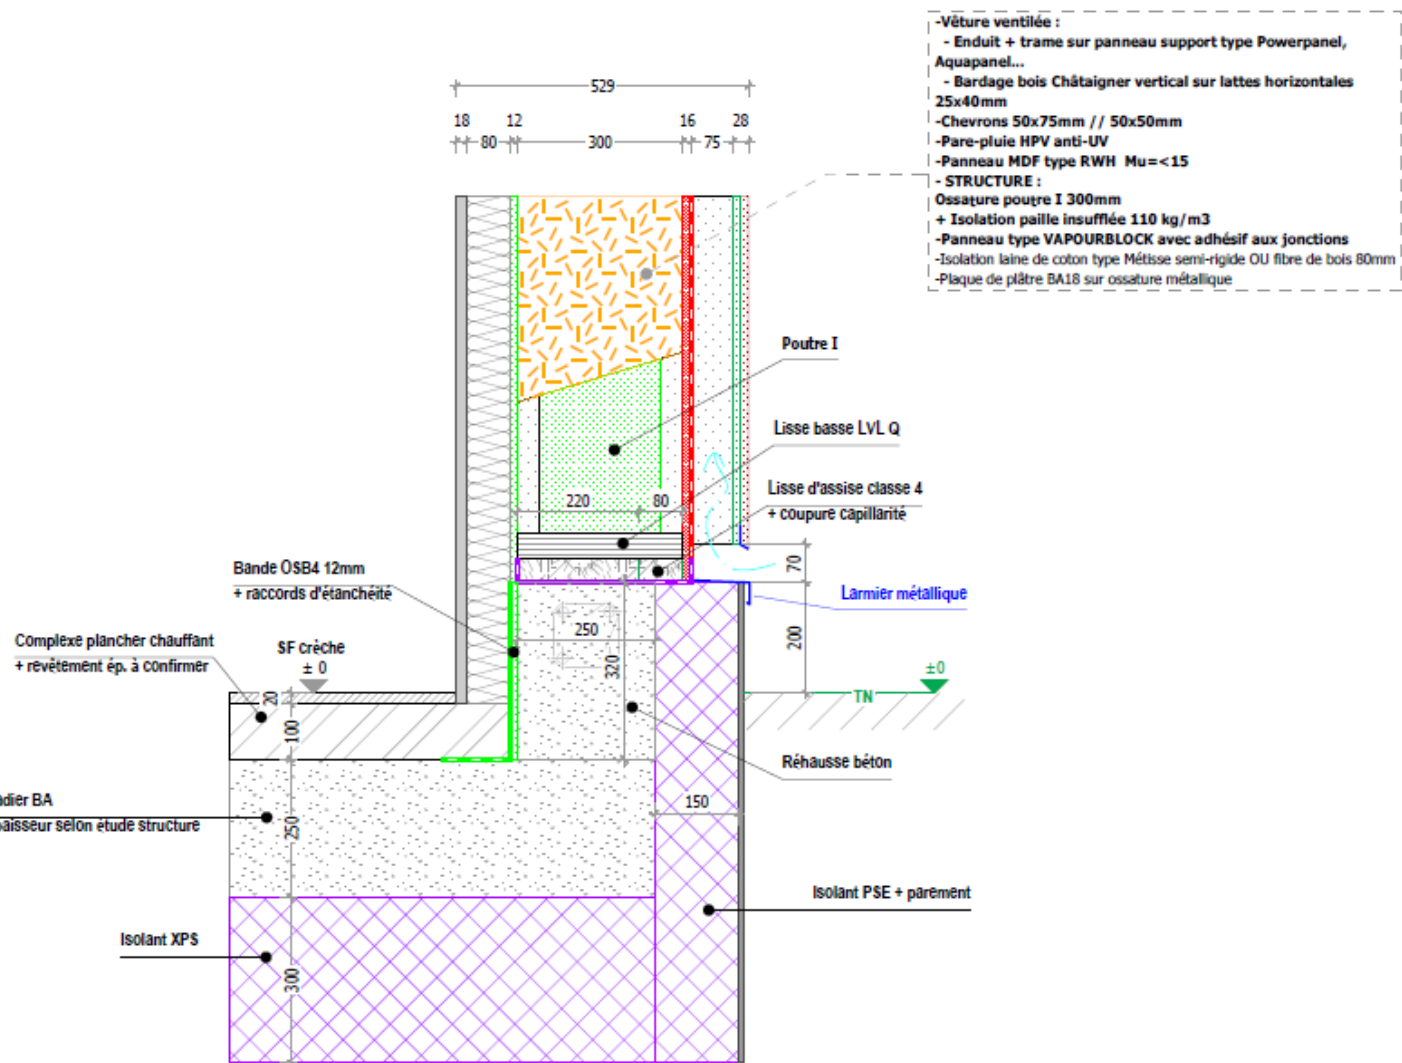 -Vêture ventilée :
- Enduit + trame sur panneau support type Powerpanel,
Aquapanel...
- Bardage bois Châtaigner vertical sur lattes horizontales
25x40mm
-Chevrons 50x75mm // 50x50mm
-Pare-pluie HPV anti-UV
-Panneau MDF type RWH Mu=<15
- STRUCTURE :
Ossature poutre I 300mm
+ Isolation paille insufflée 110 kg/m3
-Panneau type VAPOURBLOCK avec adhésif aux jonctions
-Isolation laine de coton type Métisse semi-rigide OU fibre de bois 80mm
-Plaque de plâtre BA18 sur ossature métallique
529
18 12 16 28
80 300 75
Poutre I
Lisse basse LVL Q
Lisse d'assise classe 4
+ coupure capillarité
220 80
70
Bande OSB4 12mm
+ raccords d'étanchéité
Larmier métallique
250
320
200
Complexe plancher chauffant
+ revêtement ép. à confirmer
SF crèche
± 0
±0
TN
20
100
Réhausse béton
150
adier BA
aisseur selon étude structure
250
Isolant PSE + parement
Isolant XPS
300